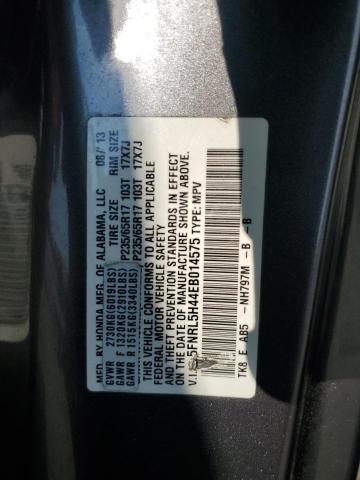 MFD. BY HONDA MFG. OF ALABAMA, LLC 08/13
GVWR 2730KG(6019LBS) TIRE SIZE RIM SIZE
GAWR F 1320KG(2910LBS) P235/65R17 103T 17X7J
GAWR R 1515KG(3340LBS) P235/65R17 103T 17X7J
THIS VEHICLE CONFORMS TO ALL APPLICABLE
FEDERAL MOTOR VEHICLE SAFETY, BUMPER,
AND THEFT PREVENTION STANDARDS IN EFFECT
ON THE DATE OF MANUFACTURE SHOWN ABOVE.
V.I.N. 5FNRL5H44EB014575 TYPE: MPV
TK8 E AB5 -NH797M -B -B